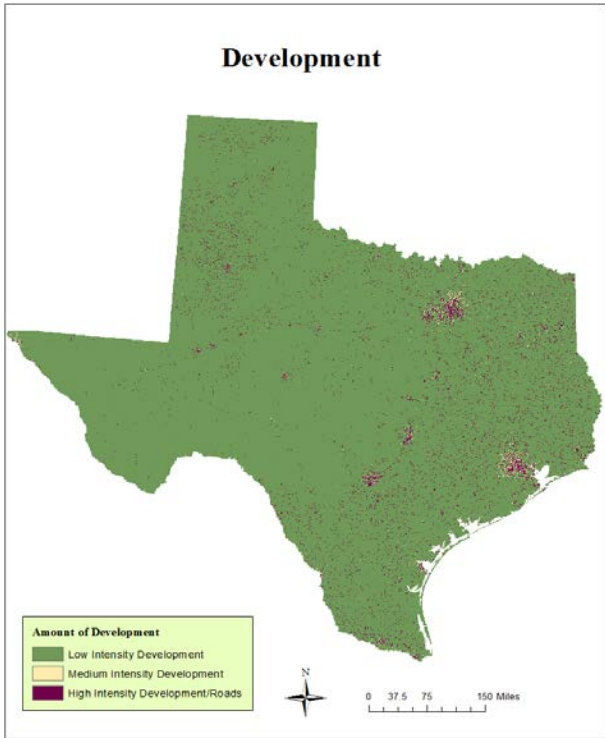 Development
Amount of Development
Low Intensity Development
Medium Intensity Development
High Intensity Development/Roads
N
0 37.5 75 150 Miles